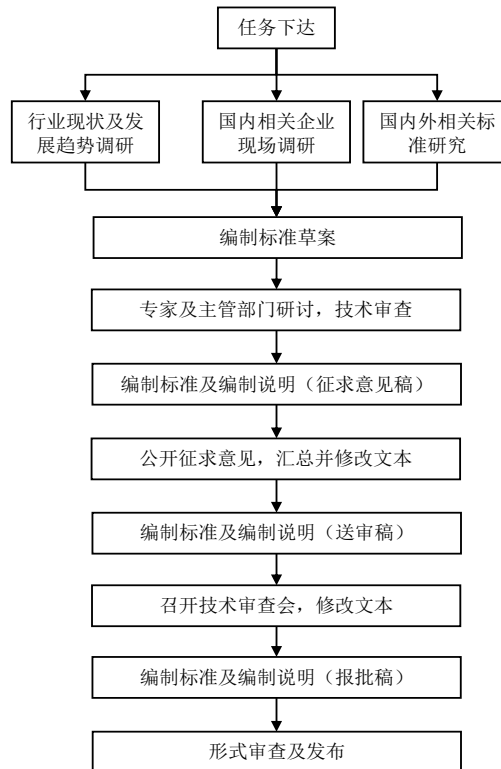 任务下达
行业现状及发
展趋势调研
国内相关企业
现场调研
国内外相关标
准研究
编制标准草案
专家及主管部门研讨，技术审查
编制标准及编制说明（征求意见稿）
公开征求意见，汇总并修改文本
编制标准及编制说明（送审稿）
召开技术审查会，修改文本
编制标准及编制说明（报批稿）
形式审查及发布